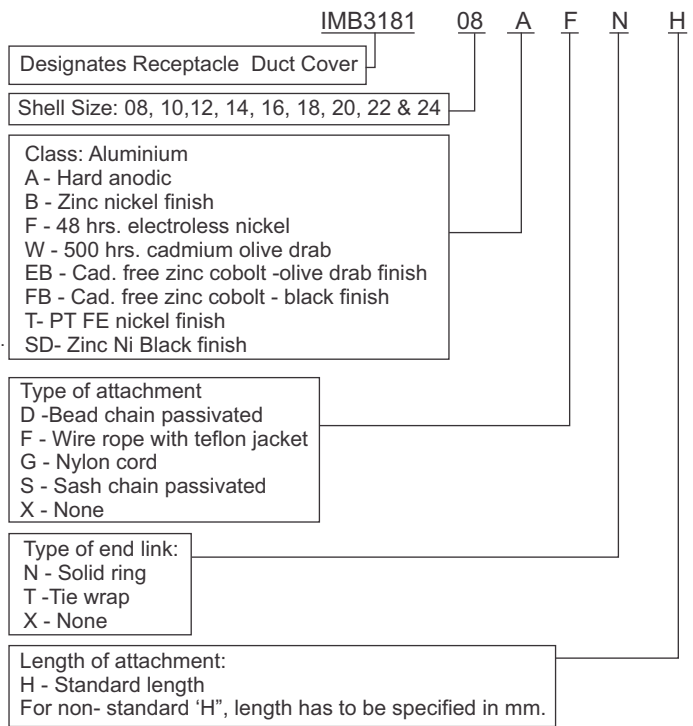 IMB3181 08 A F N H
Designates Receptacle Duct Cover
Shell Size: 08, 10,12, 14, 16, 18, 20, 22 & 24
Class: Aluminium
A - Hard anodic
B - Zinc nickel finish
F - 48 hrs. electroless nickel
W - 500 hrs. cadmium olive drab
EB - Cad. free zinc cobolt -olive drab finish
FB - Cad. free zinc cobolt - black finish
T- PT FE nickel finish
SD- Zinc Ni Black finish
Type of attachment
D -Bead chain passivated
F - Wire rope with teflon jacket
G - Nylon cord
S - Sash chain passivated
X - None
Type of end link:
N - Solid ring
T -Tie wrap
X - None
Length of attachment:
H - Standard length
For non- standard ‘H”, length has to be specified in mm.